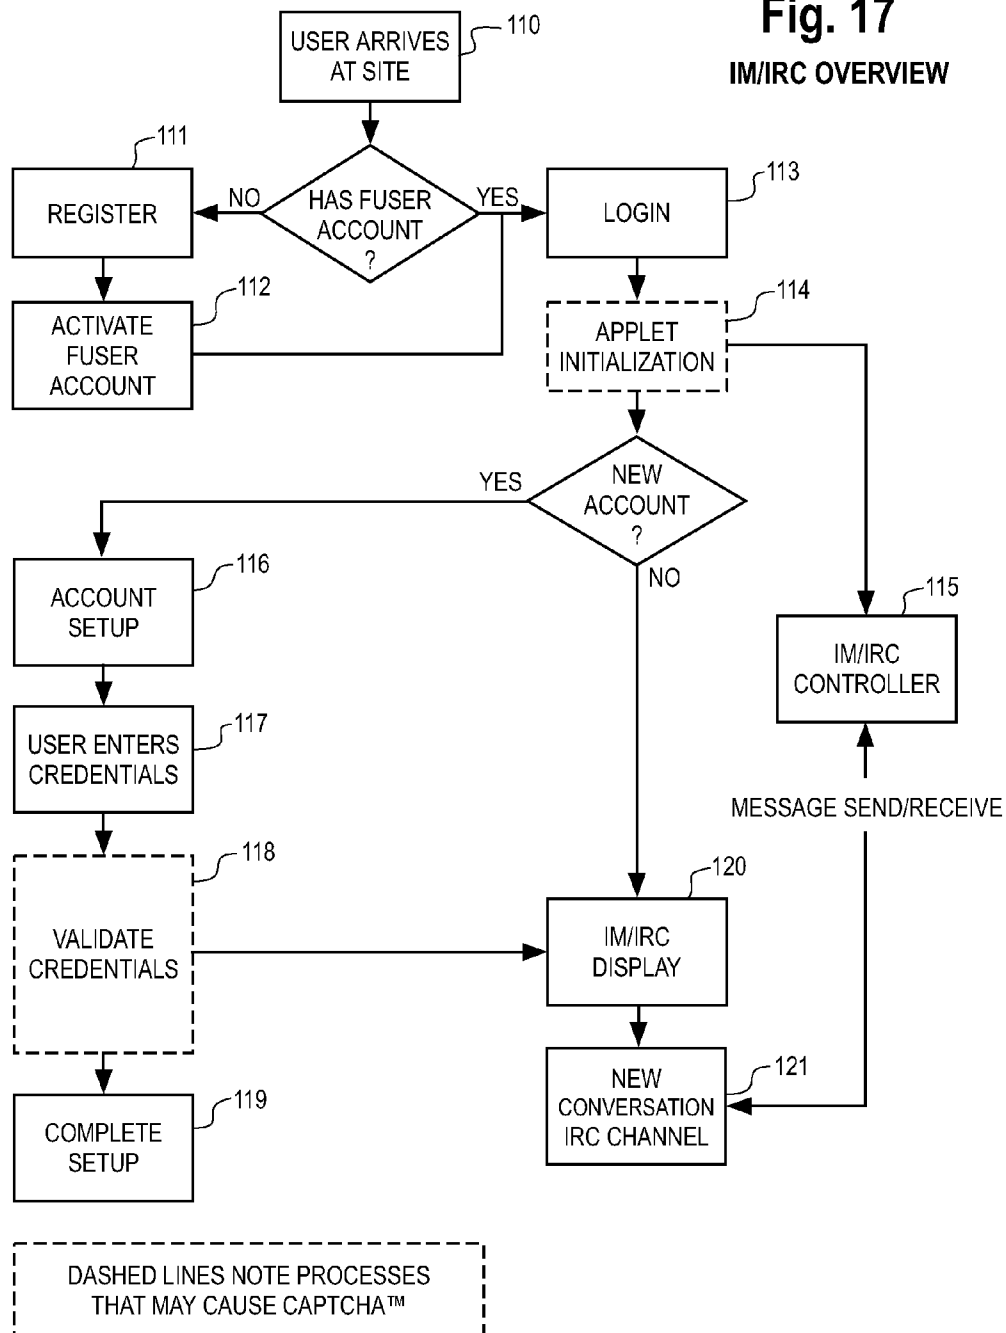 Fig. 17
IM/IRC OVERVIEW
USER ARRIVES
AT SITE
110
HAS FUSER
ACCOUNT
?
NO
YES
111
REGISTER
112
ACTIVATE
FUSER
ACCOUNT
113
LOGIN
114
APPLET
INITIALIZATION
NEW
ACCOUNT
?
YES
NO
115
IM/IRC
CONTROLLER
116
ACCOUNT
SETUP
117
USER ENTERS
CREDENTIALS
118
VALIDATE
CREDENTIALS
119
COMPLETE
SETUP
MESSAGE SEND/RECEIVE
120
IM/IRC
DISPLAY
121
NEW
CONVERSATION
IRC CHANNEL
DASHED LINES NOTE PROCESSES
THAT MAY CAUSE CAPTCHA™